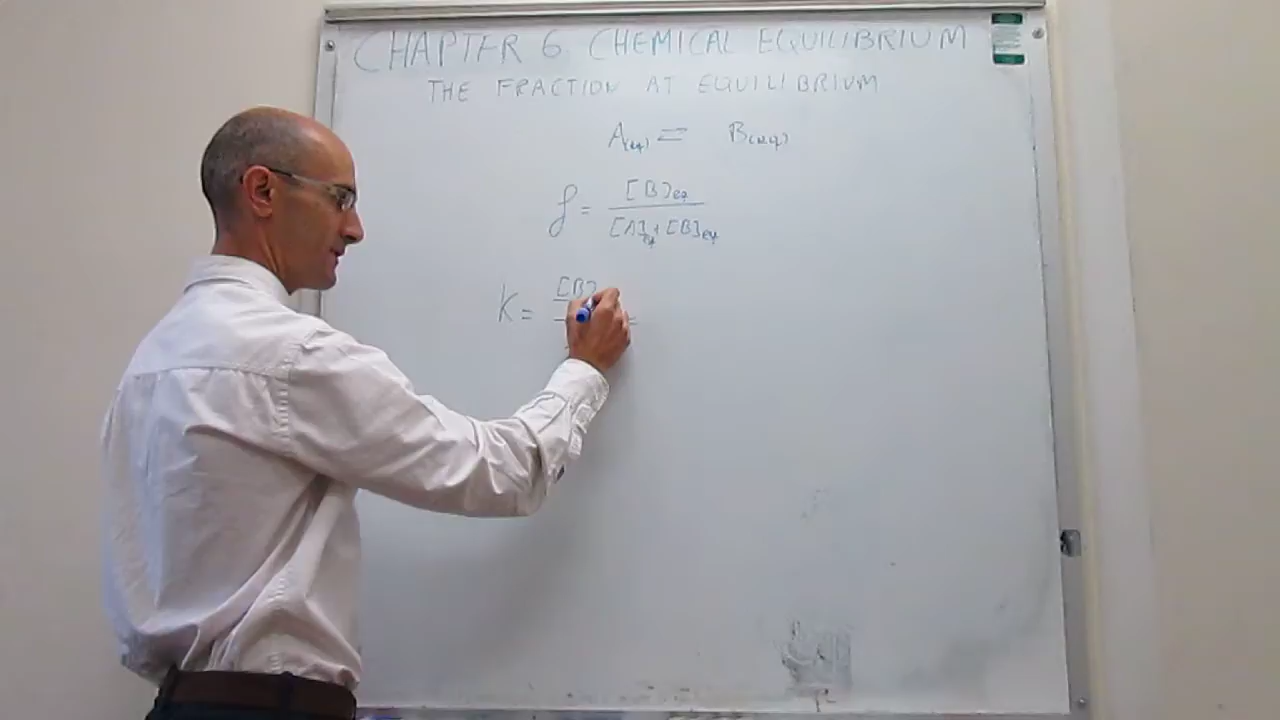 CHAPTER 6. CHEMICAL EQUILIBRIUM
THE FRACTION AT EQUILIBRIUM
A(aq) = B(aq)
f = [B]eq / [A]eq + [B]eq
K = [B]
=